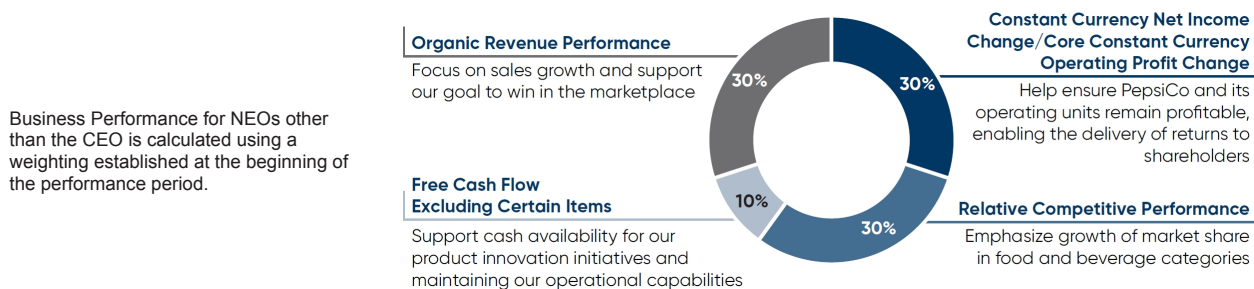 Business Performance for NEOs other
than the CEO is calculated using a
weighting established at the beginning of
the performance period.
Organic Revenue Performance
Focus on sales growth and support
our goal to win in the marketplace
30%
Free Cash Flow
Excluding Certain Items
Support cash availability for our
product innovation initiatives and
maintaining our operational capabilities
10%
30%
Constant Currency Net Income
Change/Core Constant Currency
Operating Profit Change
Help ensure PepsiCo and its
operating units remain profitable,
enabling the delivery of returns to
shareholders
30%
Relative Competitive Performance
Emphasize growth of market share
in food and beverage categories